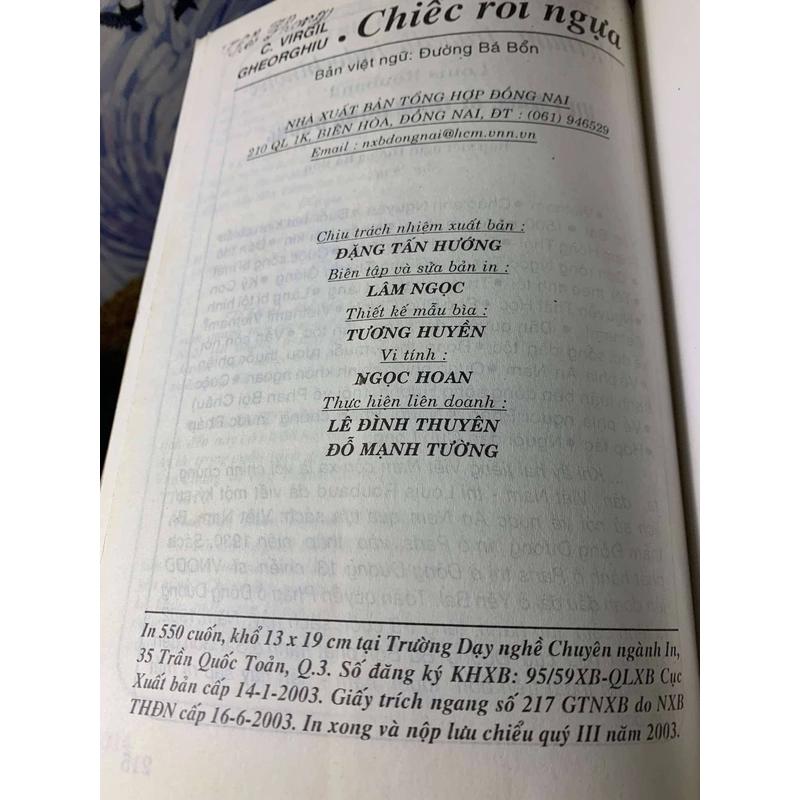 C. VIRGIL
GHEORGHIU
• Chiếc roi ngựa
Bản việt ngữ: Đường Bá Bổn
NHÀ XUẤT BẢN TỔNG HỢP ĐỒNG NAI
210 QL 1K, BIÊN HÒA, ĐỒNG NAI, ĐT : (061) 946529
Email : nxbdongnai@hcm.vnn.vn
Chịu trách nhiệm xuất bản :
ĐẶNG TẤN HƯỚNG
Biên tập và sửa bản in :
LÂM NGỌC
Thiết kế mẫu bìa :
TƯƠNG HUYỀN
Vi tính :
NGỌC HOAN
Thực hiện liên doanh :
LÊ ĐÌNH THUYÊN
ĐỖ MẠNH TƯỜNG
In 550 cuốn, khổ 13 x 19 cm tại Trường Dạy nghề Chuyên ngành In,
35 Trần Quốc Toản, Q.3. Số đăng ký KHXB: 95/59XB-QLXB Cục
Xuất bản cấp 14-1-2003. Giấy trích ngang số 217 GTNXB do NXB
THĐN cấp 16-6-2003. In xong và nộp lưu chiểu quý III năm 2003.